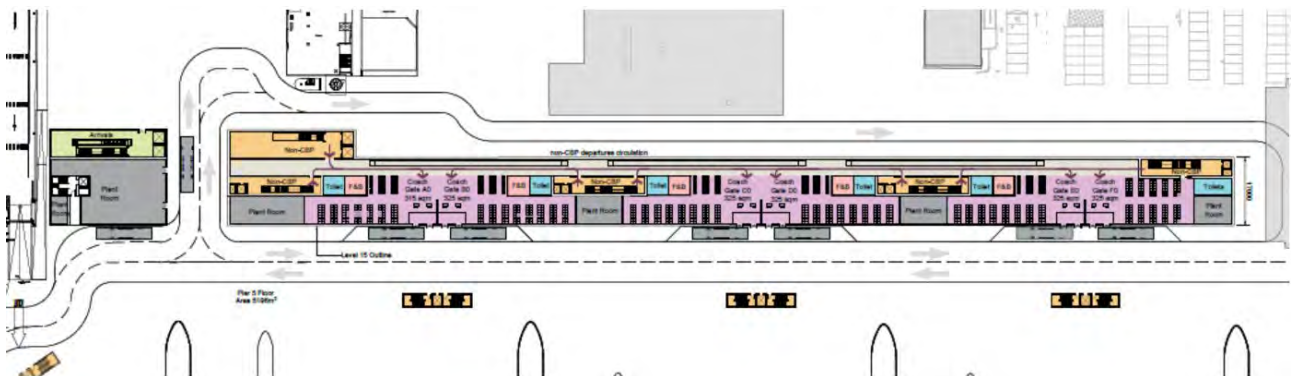 Arrivals
Plant
Room
Plant
Room
Non-CBP
non-CBP departures circulation
Non-CBP
Toilet
F&B
Coach
Gate A0
315 sqm
Coach
Gate B0
325 sqm
F&B
Toilet
Non-CBP
Toilet
F&B
Coach
Gate C0
325 sqm
Coach
Gate D0
325 sqm
F&B
Toilet
Non-CBP
Toilet
F&B
Coach
Gate E0
325 sqm
Coach
Gate F0
325 sqm
Non-CBP
Toilets
Plant
Room
17000
Plant Room
Plant Room
Plant Room
Level 15 Outline
Pier 5 Floor
Area 5196m²